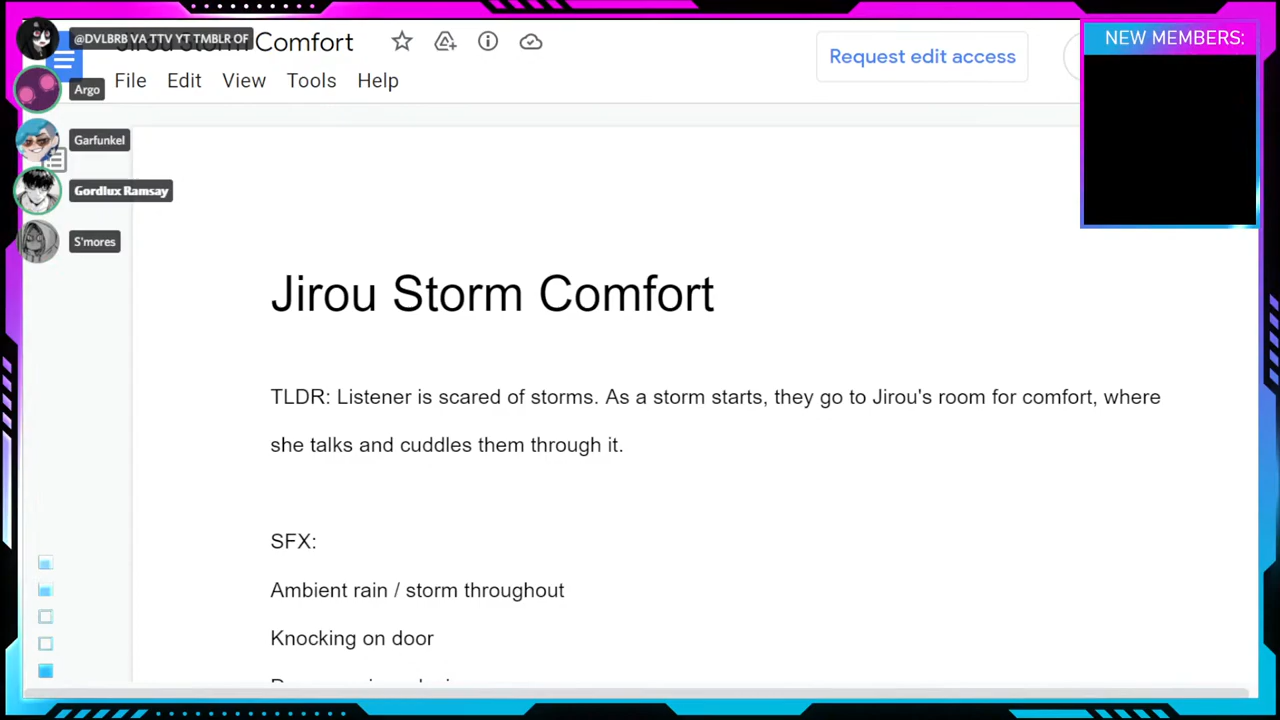 @DVLBRB VA TTV YT TMBLR OF
Jirou Storm Comfort
Request edit access
NEW MEMBERS:
File Edit View Tools Help
Argo
Garfunkel
Gordlux Ramsay
S'mores
Jirou Storm Comfort
TLDR: Listener is scared of storms. As a storm starts, they go to Jirou's room for comfort, where
she talks and cuddles them through it.
SFX:
Ambient rain / storm throughout
Knocking on door